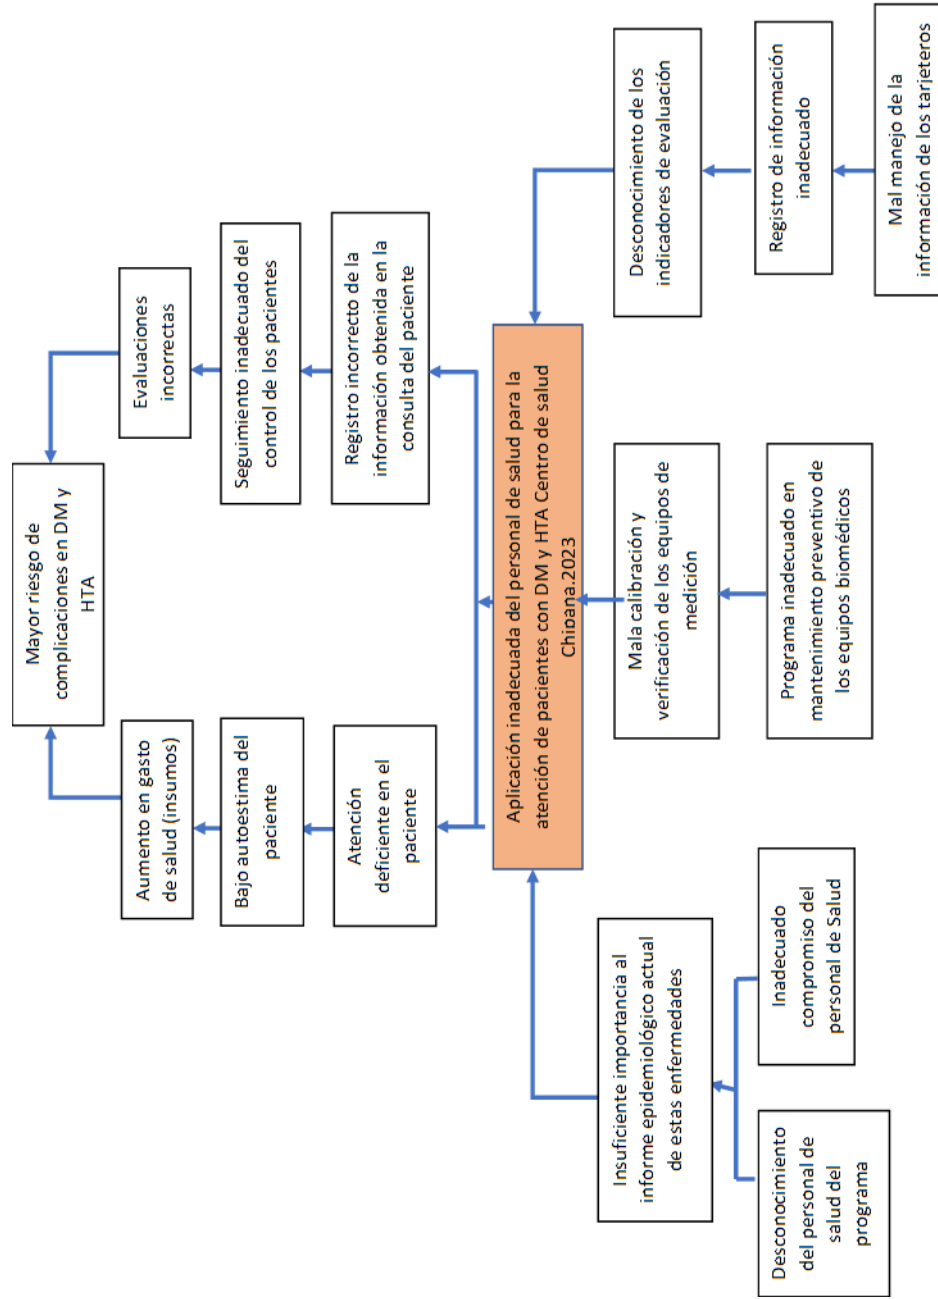 Mayor riesgo de
complicaciones en DM y
HTA
Aumento en gasto
de salud (insumos)
Evaluaciones
incorrectas
Bajo autoestima del
paciente
Seguimiento inadecuado del
control de los pacientes
Atención
deficiente en el
paciente
Registro incorrecto de la
información obtenida en la
consulta del paciente
Aplicación inadecuada del personal de salud para la
atención de pacientes con DM y HTA Centro de salud
Chioana.2023
Insuficiente importancia al
informe epidemiológico actual
de estas enfermedades
Mala calibración y
verificación de los equipos de
medición
Desconocimiento de los
indicadores de evaluación
Desconocimiento
del personal de
salud del
programa
Inadecuado
compromiso del
personal de Salud
Programa inadecuado en
mantenimiento preventivo de
los equipos biomédicos
Registro de información
inadecuado
Mal manejo de la
información de los tarjeteros